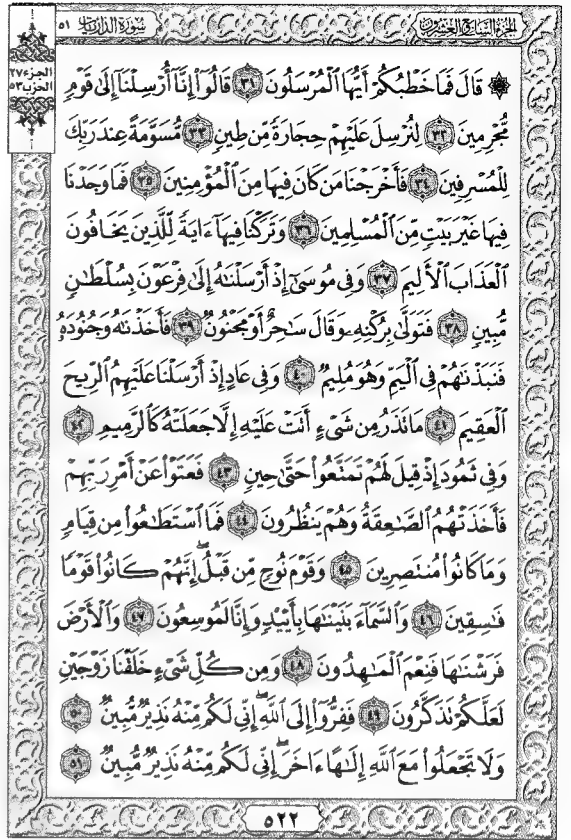 الجزء السابع والعشرون
سورة الذاريات ٥١
الجزء ٢٧
الحزب ٥٣
۞ قَالَ فَمَا خَطْبُكُمْ أَيُّهَا ٱلْمُرْسَلُونَ ٣١ قَالُوٓا۟ إِنَّآ أُرْسِلْنَآ إِلَىٰ قَوْمٍ
مُّجْرِمِينَ ٣٢ لِنُرْسِلَ عَلَيْهِمْ حِجَارَةً مِّن طِينٍ ٣٣ مُّسَوَّمَةً عِندَ رَبِّكَ
لِلْمُسْرِفِينَ ٣٤ فَأَخْرَجْنَا مَن كَانَ فِيهَا مِنَ ٱلْمُؤْمِنِينَ ٣٥ فَمَا وَجَدْنَا
فِيهَا غَيْرَ بَيْتٍ مِّنَ ٱلْمُسْلِمِينَ ٣٦ وَتَرَكْنَا فِيهَآ ءَايَةً لِّلَّذِينَ يَخَافُونَ
ٱلْعَذَابَ ٱلْأَلِيمَ ٣٧ وَفِى مُوسَىٰٓ إِذْ أَرْسَلْنَٰهُ إِلَىٰ فِرْعَوْنَ بِسُلْطَٰنٍ
مُّبِينٍ ٣٨ فَتَوَلَّىٰ بِرُكْنِهِۦ وَقَالَ سَٰحِرٌ أَوْ مَجْنُونٌ ٣٩ فَأَخَذْنَٰهُ وَجُنُودَهُۥ
فَنَبَذْنَٰهُمْ فِى ٱلْيَمِّ وَهُوَ مُلِيمٌ ٤٠ وَفِى عَادٍ إِذْ أَرْسَلْنَا عَلَيْهِمُ ٱلرِّيحَ
ٱلْعَقِيمَ ٤١ مَا تَذَرُ مِن شَىْءٍ أَتَتْ عَلَيْهِ إِلَّا جَعَلَتْهُ كَٱلرَّمِيمِ ٤٢
وَفِى ثَمُودَ إِذْ قِيلَ لَهُمْ تَمَتَّعُوا۟ حَتَّىٰ حِينٍ ٤٣ فَعَتَوْا۟ عَنْ أَمْرِ رَبِّهِمْ
فَأَخَذَتْهُمُ ٱلصَّٰعِقَةُ وَهُمْ يَنظُرُونَ ٤٤ فَمَا ٱسْتَطَٰعُوا۟ مِن قِيَامٍ
وَمَا كَانُوا۟ مُنتَصِرِينَ ٤٥ وَقَوْمَ نُوحٍ مِّن قَبْلُ ۖ إِنَّهُمْ كَانُوا۟ قَوْمًا
فَٰسِقِينَ ٤٦ وَٱلسَّمَآءَ بَنَيْنَٰهَا بِأَيْي۟دٍ وَإِنَّا لَمُوسِعُونَ ٤٧ وَٱلْأَرْضَ
فَرَشْنَٰهَا فَنِعْمَ ٱلْمَٰهِدُونَ ٤٨ وَمِن كُلِّ شَىْءٍ خَلَقْنَا زَوْجَيْنِ
لَعَلَّكُمْ تَذَكَّرُونَ ٤٩ فَفِرُّوٓا۟ إِلَى ٱللَّهِ ۖ إِنِّى لَكُم مِّنْهُ نَذِيرٌ مُّبِينٌ ٥٠
وَلَا تَجْعَلُوا۟ مَعَ ٱللَّهِ إِلَٰهًا ءَاخَرَ ۖ إِنِّى لَكُم مِّنْهُ نَذِيرٌ مُّبِينٌ ٥١
٥٢٢